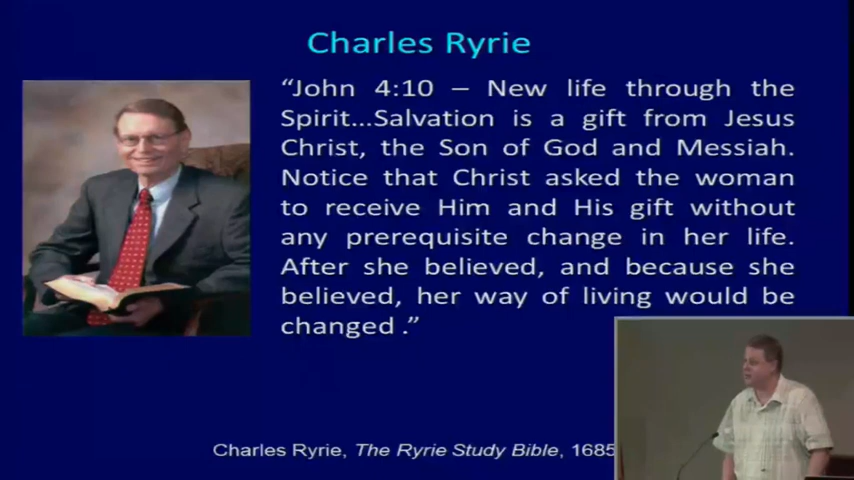 Charles Ryrie
“John 4:10 – New life through the
Spirit...Salvation is a gift from Jesus
Christ, the Son of God and Messiah.
Notice that Christ asked the woman
to receive Him and His gift without
any prerequisite change in her life.
After she believed, and because she
believed, her way of living would be
changed .”
Charles Ryrie, The Ryrie Study Bible, 1685